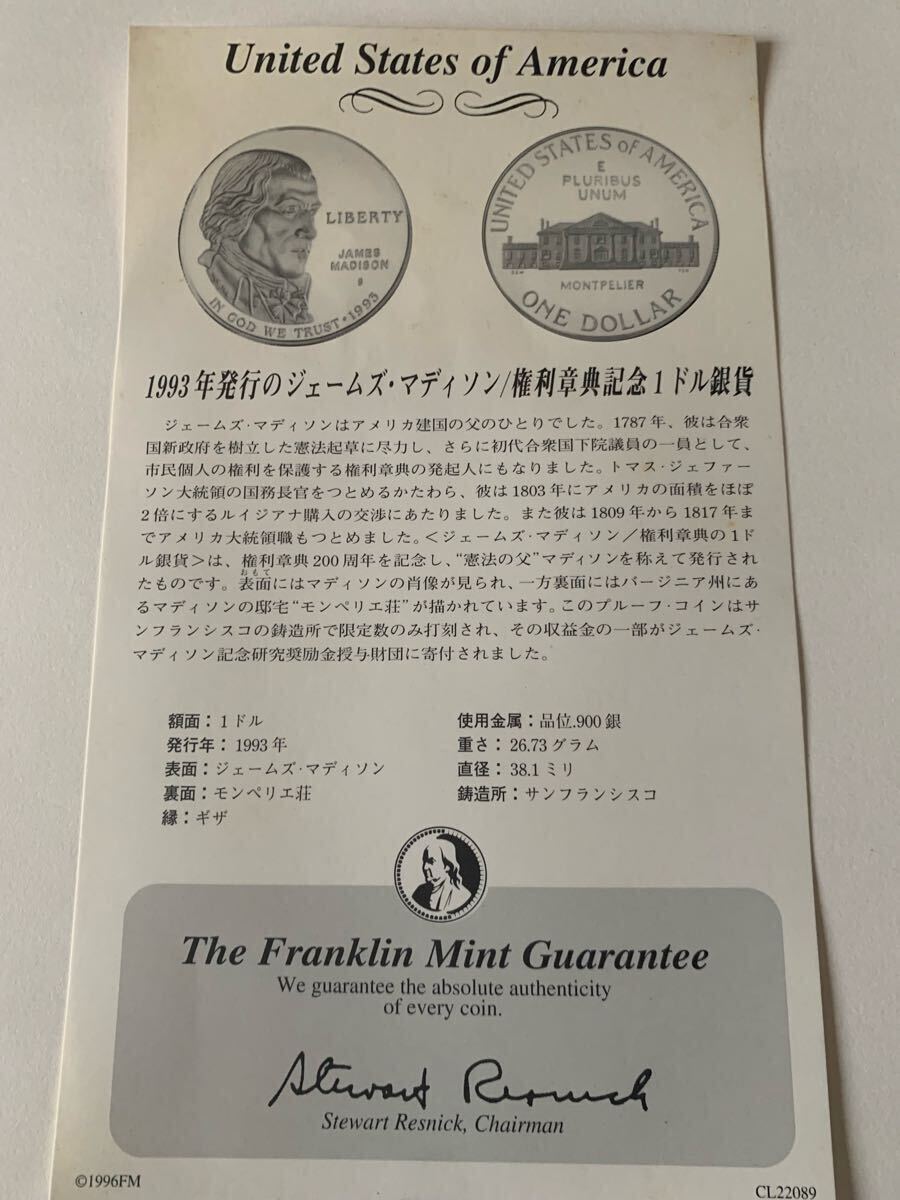 United States of America
LIBERTY
JAMES
MADISON
S
IN GOD WE TRUST • 1993
UNITED STATES OF AMERICA
E
PLURIBUS
UNUM
MONTPELIER
ONE DOLLAR
1993年発行のジェームズ・マディソン/権利章典記念1ドル銀貨
ジェームズ・マディソンはアメリカ建国の父のひとりでした。1787年、彼は合衆
国新政府を樹立した憲法起草に尽力し、さらに初代合衆国下院議員の一員として、
市民個人の権利を保護する権利章典の発起人にもなりました。トマス・ジェファー
ソン大統領の国務長官をつとめるかたわら、彼は1803年にアメリカの面積をほぼ
2倍にするルイジアナ購入の交渉にあたりました。また彼は1809年から1817年ま
でアメリカ大統領職もつとめました。<ジェームズ・マディソン/権利章典の1ド
ル銀貨>は、権利章典200周年を記念し、“憲法の父”マディソンを称えて発行され
おもて
たものです。表面にはマディソンの肖像が見られ、一方裏面にはバージニア州にあ
るマディソンの邸宅“モンペリエ荘”が描かれています。このプルーフ・コインはサ
ンフランシスコの鋳造所で限定数のみ打刻され、その収益金の一部がジェームズ・
マディソン記念研究奨励金授与財団に寄付されました。
額面：1ドル
発行年：1993年
表面：ジェームズ・マディソン
裏面：モンペリエ荘
縁：ギザ
使用金属：品位.900銀
重さ：26.73グラム
直径：38.1ミリ
鋳造所：サンフランシスコ
The Franklin Mint Guarantee
We guarantee the absolute authenticity
of every coin.
Stewart Resnick
Stewart Resnick, Chairman
©1996FM
CL22089